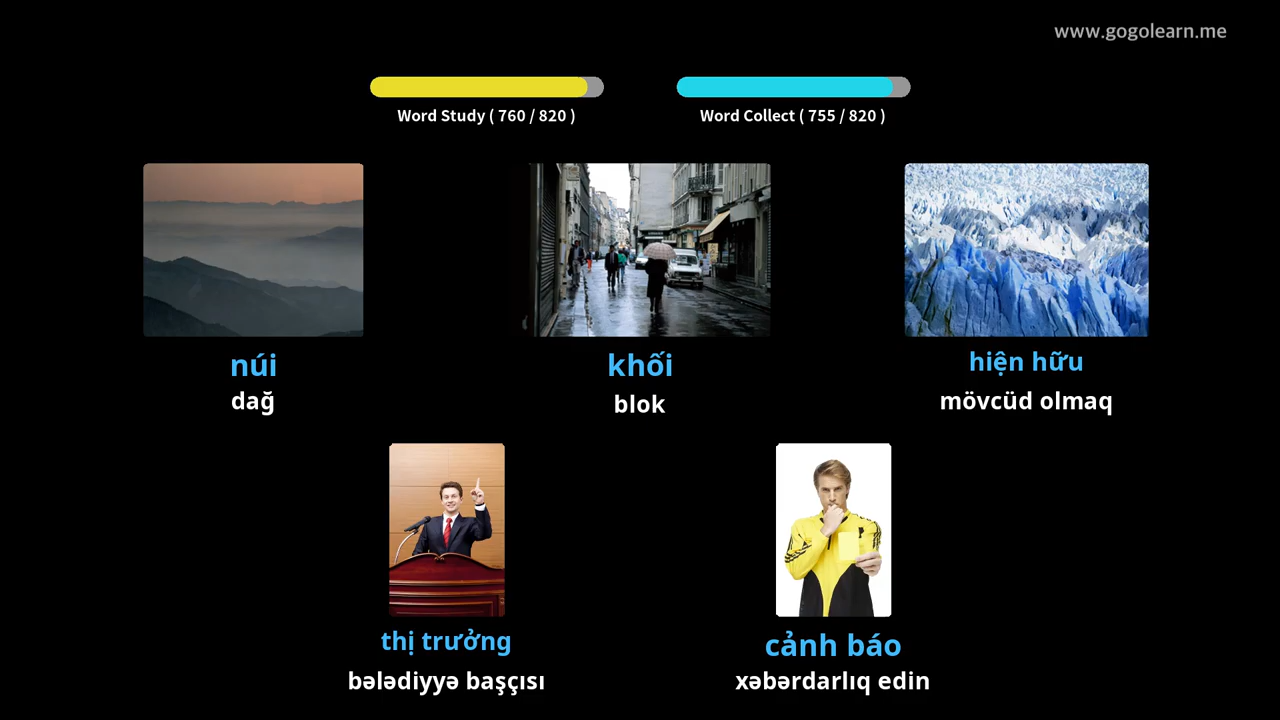 www.gogolearn.me
Word Study ( 760 / 820 )
Word Collect ( 755 / 820 )
núi
dağ
khối
blok
hiện hữu
mövcüd olmaq
thị trưởng
bələdiyyə başçısı
cảnh báo
xəbərdarlıq edin